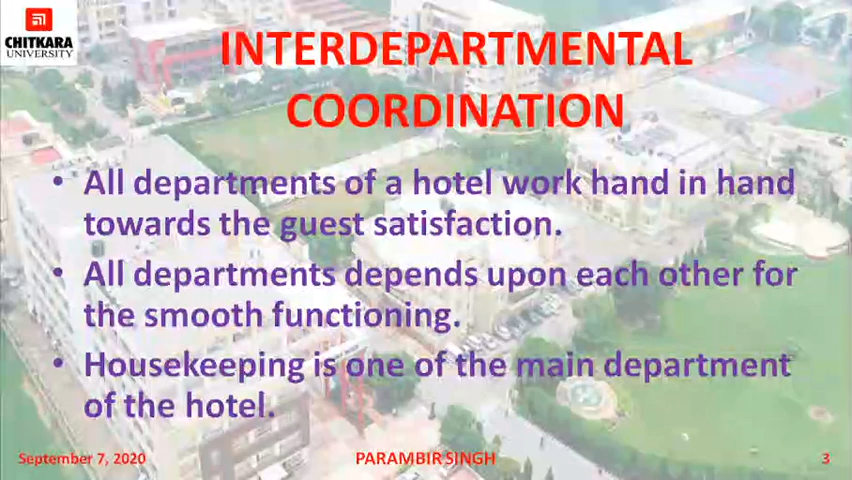 CHITKARA
UNIVERSITY
INTERDEPARTMENTAL
COORDINATION
• All departments of a hotel work hand in hand
towards the guest satisfaction.
• All departments depends upon each other for
the smooth functioning.
• Housekeeping is one of the main department
of the hotel.
September 7, 2020
PARAMBIR SINGH
3